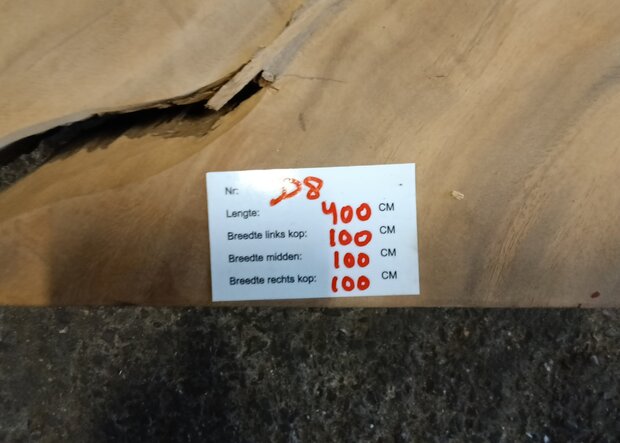 Nr: D8
Lengte: 400 CM
Breedte links kop: 100 CM
Breedte midden: 100 CM
Breedte rechts kop: 100 CM